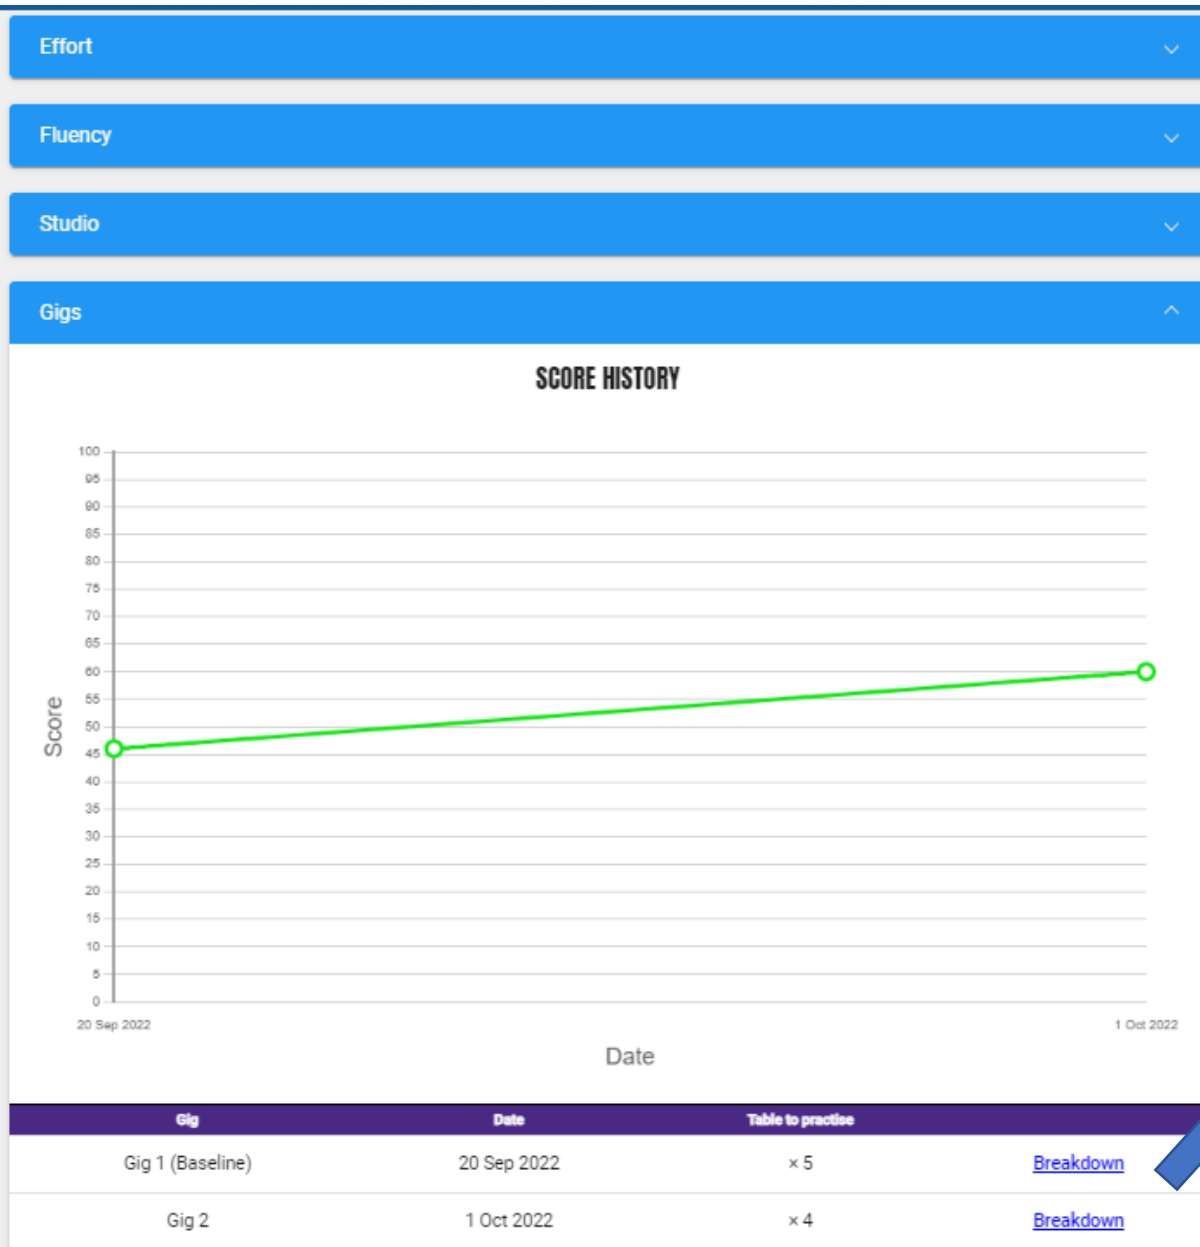 Effort
Fluency
Studio
Gigs
SCORE HISTORY
100
95
90
85
80
75
70
65
60
55
50
45
40
35
30
25
20
15
10
5
0
Score
20 Sep 2022 1 Oct 2022
Date
Gig Date Table to practise
Gig 1 (Baseline) 20 Sep 2022 × 5 Breakdown
Gig 2 1 Oct 2022 × 4 Breakdown